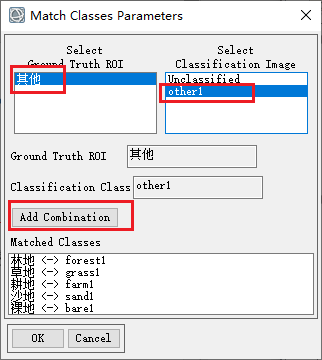 Match Classes Parameters
Select
Ground Truth ROI
其他
Select
Classification Image
Unclassified
other1
Ground Truth ROI 其他
Classification Class other1
Add Combination
Matched Classes
林地 <-> forest1
草地 <-> grass1
耕地 <-> farm1
沙地 <-> sand1
裸地 <-> bare1
OK Cancel